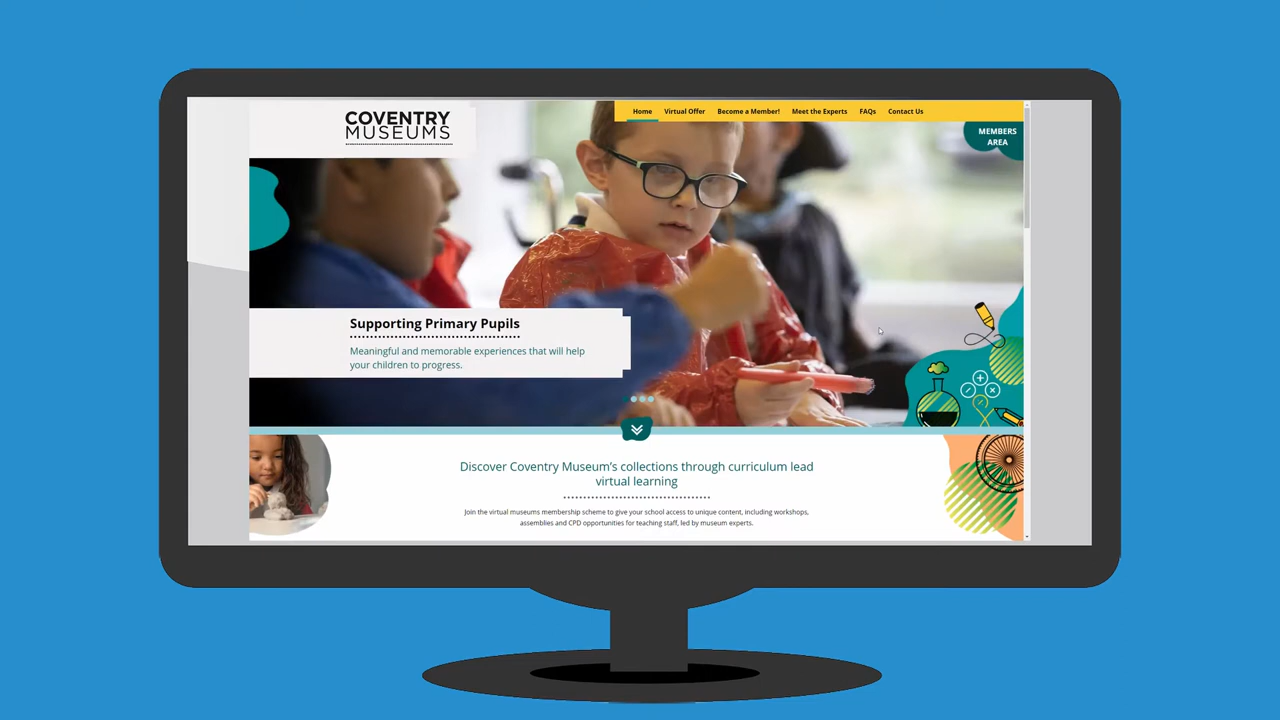 COVENTRY
MUSEUMS
Home Virtual Offer Become a Member! Meet the Experts FAQs Contact Us
MEMBERS
AREA
Supporting Primary Pupils
Meaningful and memorable experiences that will help
your children to progress.
Discover Coventry Museum's collections through curriculum lead
virtual learning
Join the virtual museums membership scheme to give your school access to unique content, including workshops,
assemblies and CPD opportunities for teaching staff, led by museum experts.